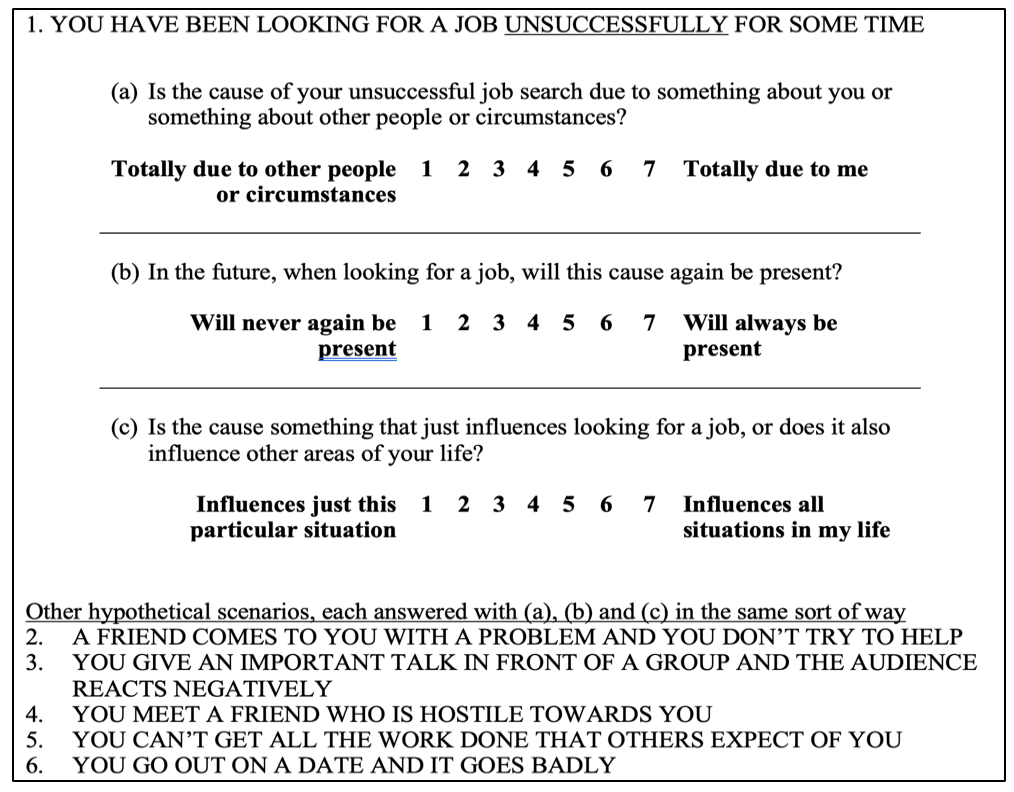 1. YOU HAVE BEEN LOOKING FOR A JOB UNSUCCESSFULLY FOR SOME TIME
(a) Is the cause of your unsuccessful job search due to something about you or
something about other people or circumstances?
Totally due to other people 1 2 3 4 5 6 7 Totally due to me
or circumstances
(b) In the future, when looking for a job, will this cause again be present?
Will never again be 1 2 3 4 5 6 7 Will always be
present present
(c) Is the cause something that just influences looking for a job, or does it also
influence other areas of your life?
Influences just this 1 2 3 4 5 6 7 Influences all
particular situation situations in my life
Other hypothetical scenarios, each answered with (a), (b) and (c) in the same sort of way
2. A FRIEND COMES TO YOU WITH A PROBLEM AND YOU DON'T TRY TO HELP
3. YOU GIVE AN IMPORTANT TALK IN FRONT OF A GROUP AND THE AUDIENCE
REACTS NEGATIVELY
4. YOU MEET A FRIEND WHO IS HOSTILE TOWARDS YOU
5. YOU CAN'T GET ALL THE WORK DONE THAT OTHERS EXPECT OF YOU
6. YOU GO OUT ON A DATE AND IT GOES BADLY